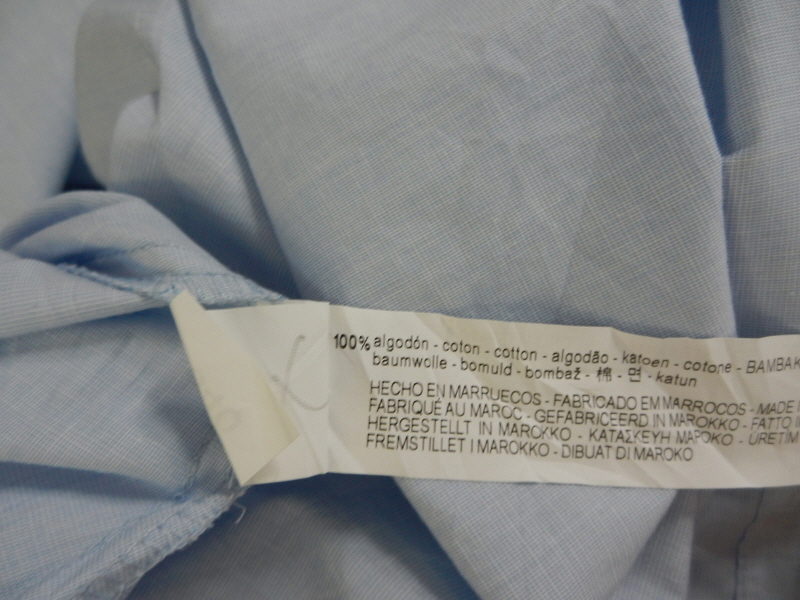 100% algodón - coton - cotton - algodão - katoen - cotone - BAMBAK
baumwolle - bomuld - bombaž - 棉 - 면 - katun
HECHO EN MARRUECOS - FABRICADO EM MARROCOS - MADE I
FABRIQUÉ AU MAROC - GEFABRICEERD IN MAROKKO - FATTO I
HERGESTELLT IN MAROKKO - ΚΑΤΑΣΚΕΥΗ ΜΑΡΟΚΟ - ÜRETIM
FREMSTILLET I MAROKKO - DIBUAT DI MAROKO